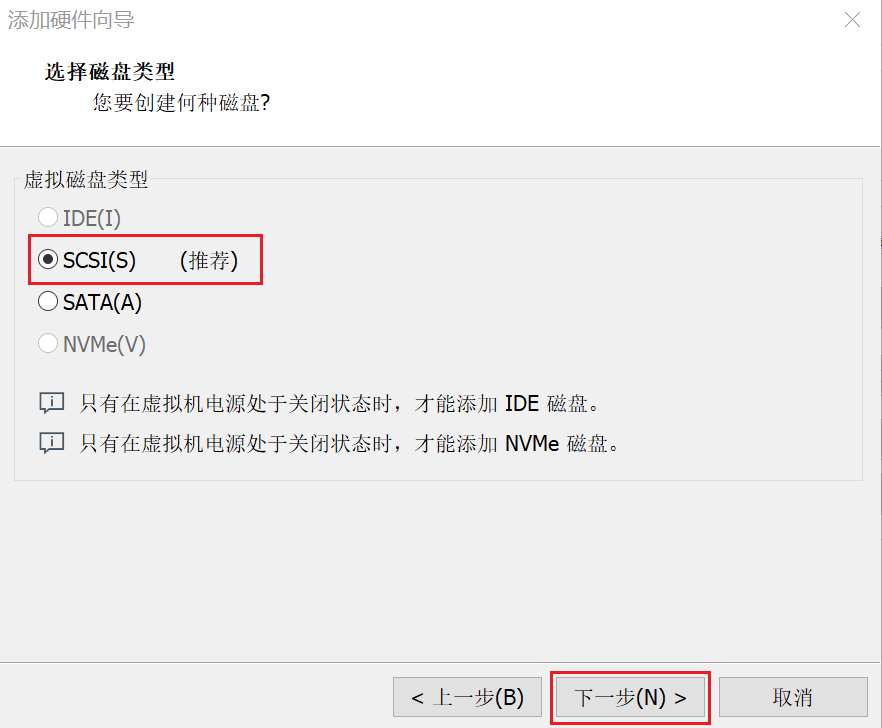 添加硬件向导
选择磁盘类型
您要创建何种磁盘?
虚拟磁盘类型
IDE(I)
SCSI(S) (推荐)
SATA(A)
NVMe(V)
只有在虚拟机电源处于关闭状态时，才能添加 IDE 磁盘。
只有在虚拟机电源处于关闭状态时，才能添加 NVMe 磁盘。
< 上一步(B) 下一步(N) > 取消